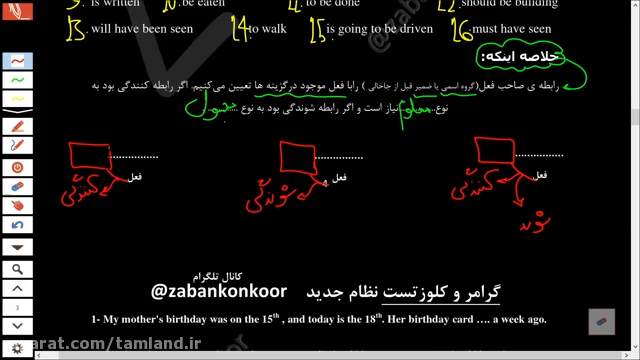 is written be eaten 11. to be done 12. should be building
13. will have been seen 14 to walk 15 is going to be driven 16 must have seen
خلاصه اینکه:
رابطه ی صاحب فعل (گروه اسمی یا ضمیر قبل از جاخالی) رابا فعل موجود درگزینه ها تعیین می‌کنیم. اگر رابطه کنندگی بود به
نوع...معلوم...نیاز است و اگر رابطه شوندگی بود به نوع ...مجهول...
................ ................ ................
فعل فعل فعل
کنندگی شوندگی کنندگی
کانال تلگرام
گرامر و کلوزتست نظام جدید @zabankonkoor
1- My mother's birthday was on the 15th , and today is the 18th. Her birthday card …. a week ago.
arat.com/tamland.ir